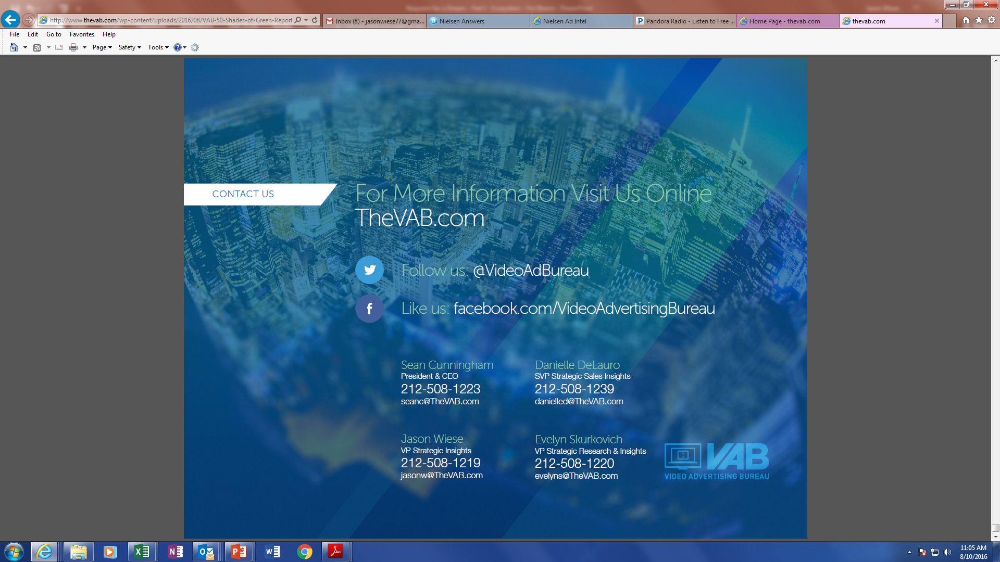 http://www.thevab.com/wp-content/uploads/2016/08/VAB-50-Shades-of-Green-Report
Inbox (8) - jasonwiese77@gma...
Nielsen Answers
Nielsen Ad Intel
Pandora Radio - Listen to Free ...
Home Page - thevab.com
thevab.com
File Edit Go to Favorites Help
Page Safety Tools
CONTACT US
For More Information Visit Us Online
TheVAB.com
Follow us: @VideoAdBureau
Like us: facebook.com/VideoAdvertisingBureau
Sean Cunningham
President & CEO
212-508-1223
seanc@TheVAB.com
Danielle DeLauro
SVP Strategic Sales Insights
212-508-1239
danielled@TheVAB.com
Jason Wiese
VP Strategic Insights
212-508-1219
jasonw@TheVAB.com
Evelyn Skurkovich
VP Strategic Research & Insights
212-508-1220
evelyns@TheVAB.com
VAB
VIDEO ADVERTISING BUREAU
11:05 AM
8/10/2016